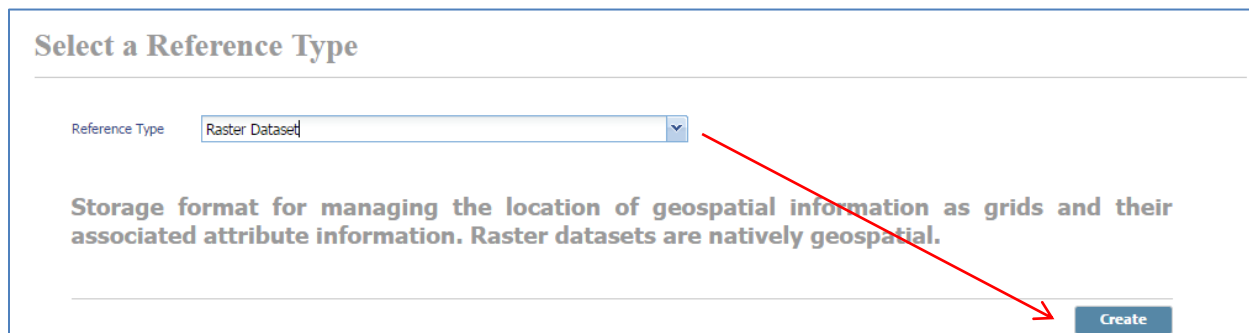 Select a Reference Type
Reference Type Raster Dataset
Storage format for managing the location of geospatial information as grids and their
associated attribute information. Raster datasets are natively geospatial.
Create